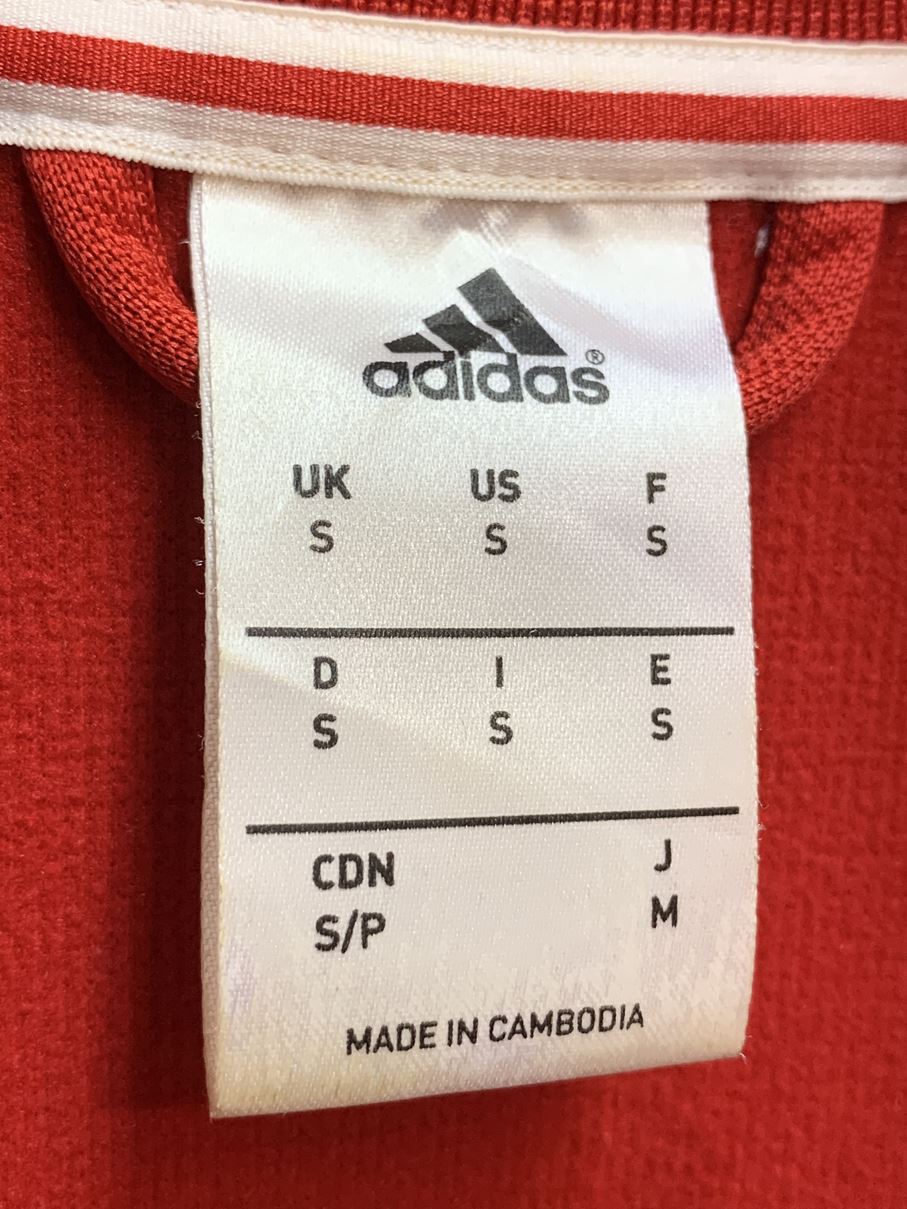 adidas®
UK US F
S S S
D I E
S S S
CDN J
S/P M
MADE IN CAMBODIA